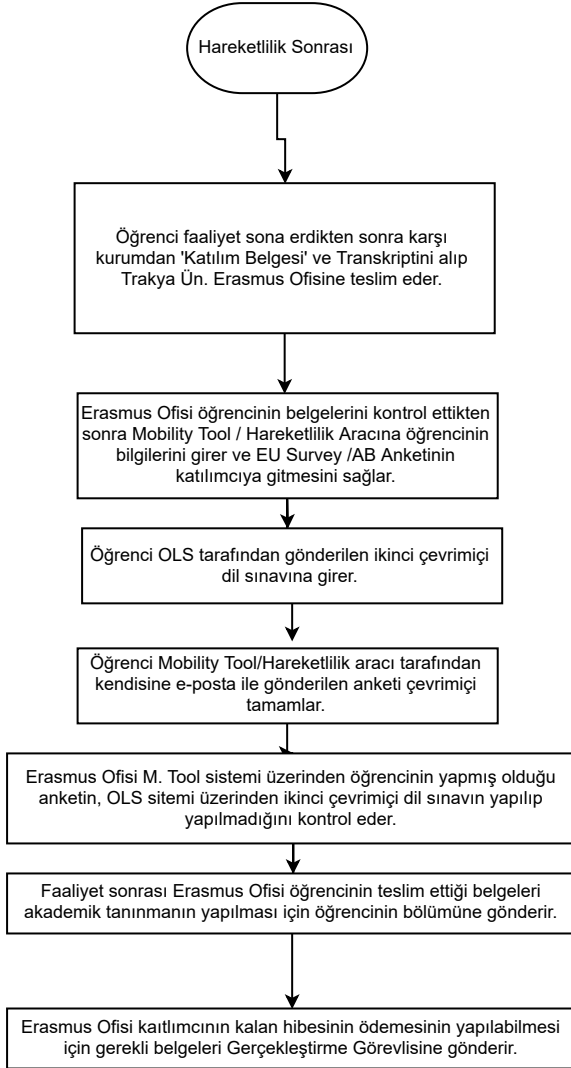 Hareketlilik Sonrası
Öğrenci faaliyet sona erdikten sonra karşı
kurumdan 'Katılım Belgesi' ve Transkriptini alıp
Trakya Ün. Erasmus Ofisine teslim eder.
Erasmus Ofisi öğrencinin belgelerini kontrol ettikten
sonra Mobility Tool / Hareketlilik Aracına öğrencinin
bilgilerini girer ve EU Survey /AB Anketinin
katılımcıya gitmesini sağlar.
Öğrenci OLS tarafından gönderilen ikinci çevrimiçi
dil sınavına girer.
Öğrenci Mobility Tool/Hareketlilik aracı tarafından
kendisine e-posta ile gönderilen anketi çevrimiçi
tamamlar.
Erasmus Ofisi M. Tool sistemi üzerinden öğrencinin yapmış olduğu
anketin, OLS sitemi üzerinden ikinci çevrimiçi dil sınavın yapılıp
yapılmadığını kontrol eder.
Faaliyet sonrası Erasmus Ofisi öğrencinin teslim ettiği belgeleri
akademik tanınmanın yapılması için öğrencinin bölümüne gönderir.
Erasmus Ofisi kaıtlımcının kalan hibesinin ödemesinin yapılabilmesi
için gerekli belgeleri Gerçekleştirme Görevlisine gönderir.